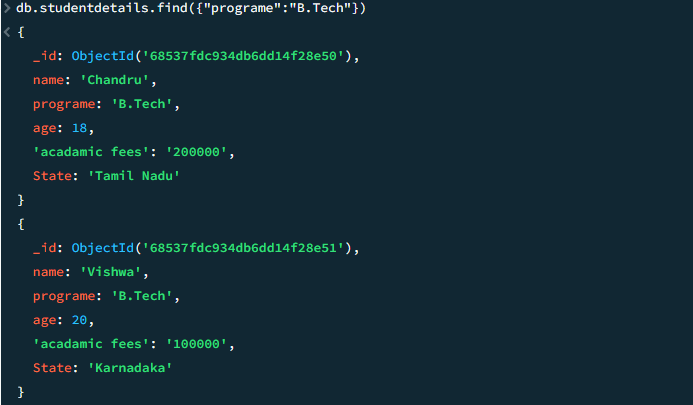 > db.studentdetails.find({"programe":"B.Tech"})
< {
_id: ObjectId('68537fdc934db6dd14f28e50'),
name: 'Chandru',
programe: 'B.Tech',
age: 18,
'acadamic fees': '200000',
State: 'Tamil Nadu'
}
{
_id: ObjectId('68537fdc934db6dd14f28e51'),
name: 'Vishwa',
programe: 'B.Tech',
age: 20,
'acadamic fees': '100000',
State: 'Karnadaka'
}